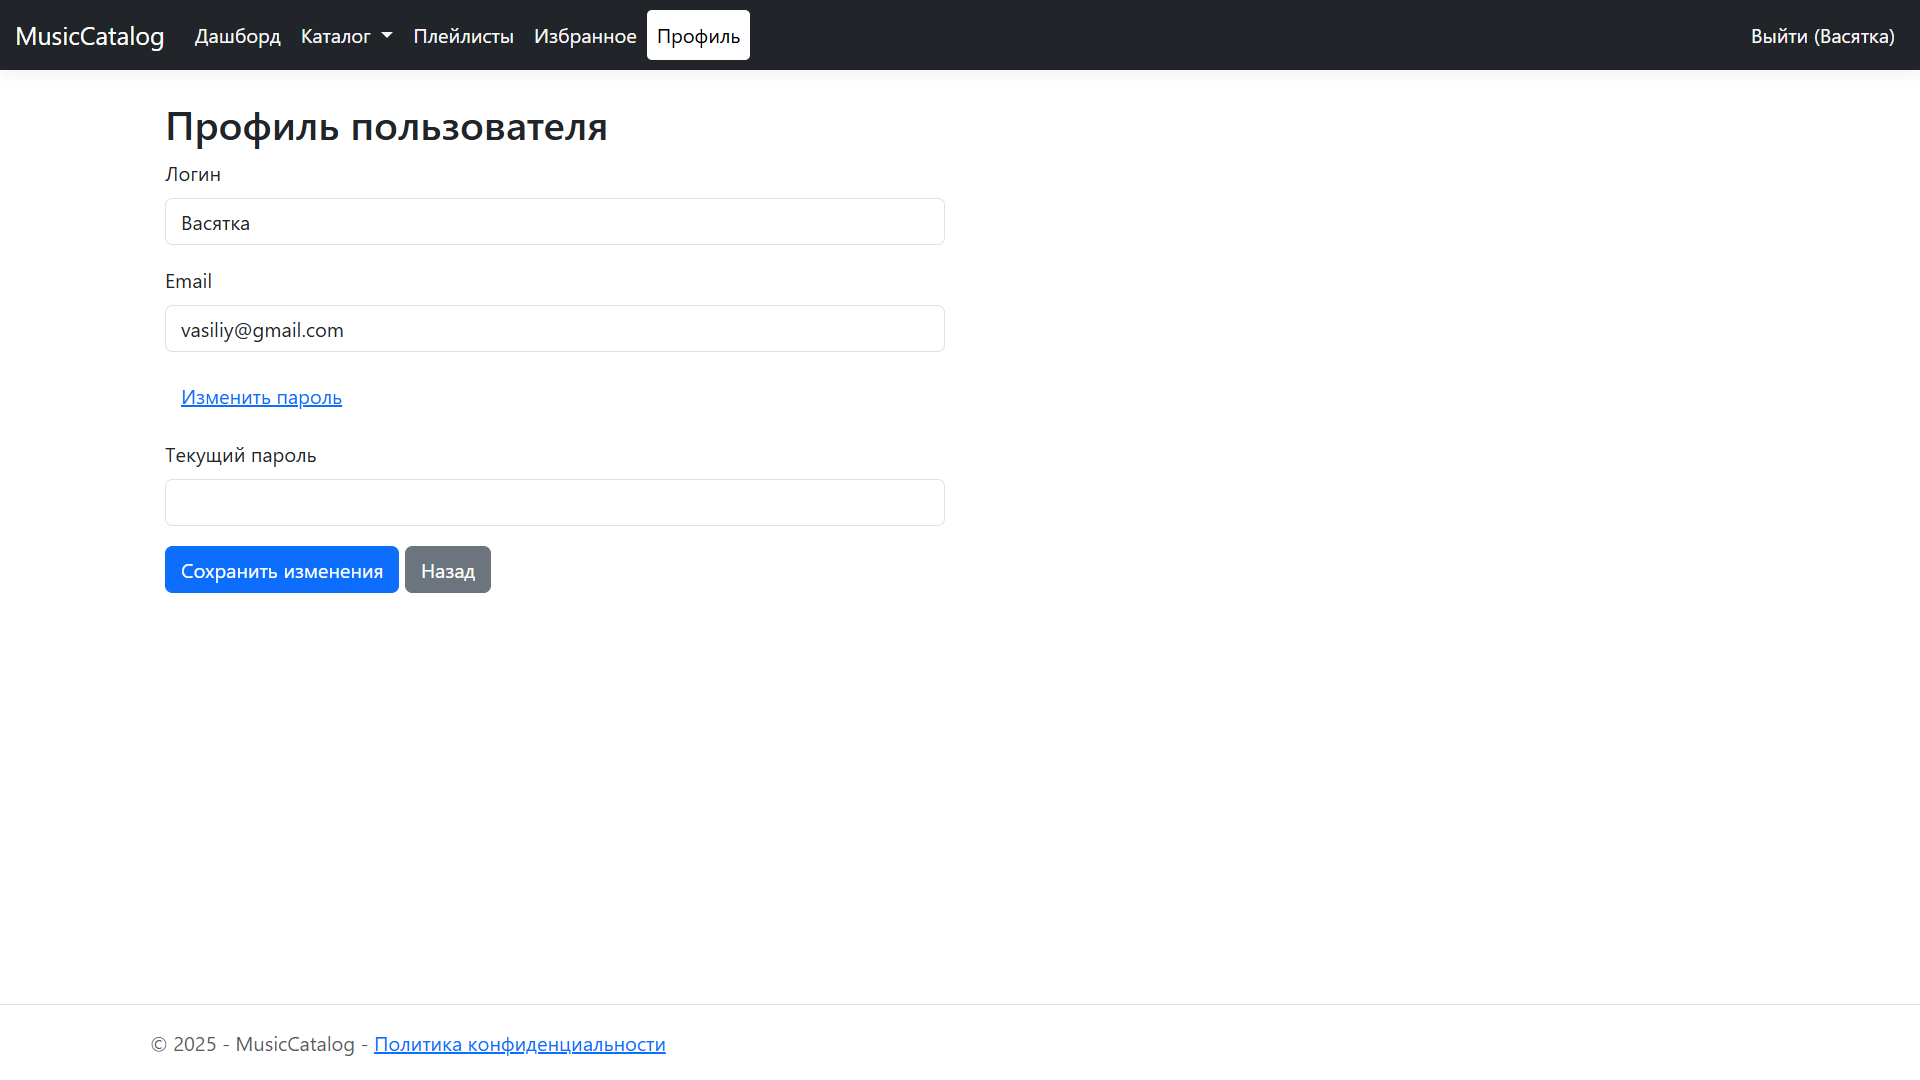 MusicCatalog Дашборд Каталог Плейлисты Избранное Профиль Выйти (Васятка)
Профиль пользователя
Логин
Васятка
Email
vasiliy@gmail.com
Изменить пароль
Текущий пароль
Сохранить изменения Назад
© 2025 - MusicCatalog - Политика конфиденциальности